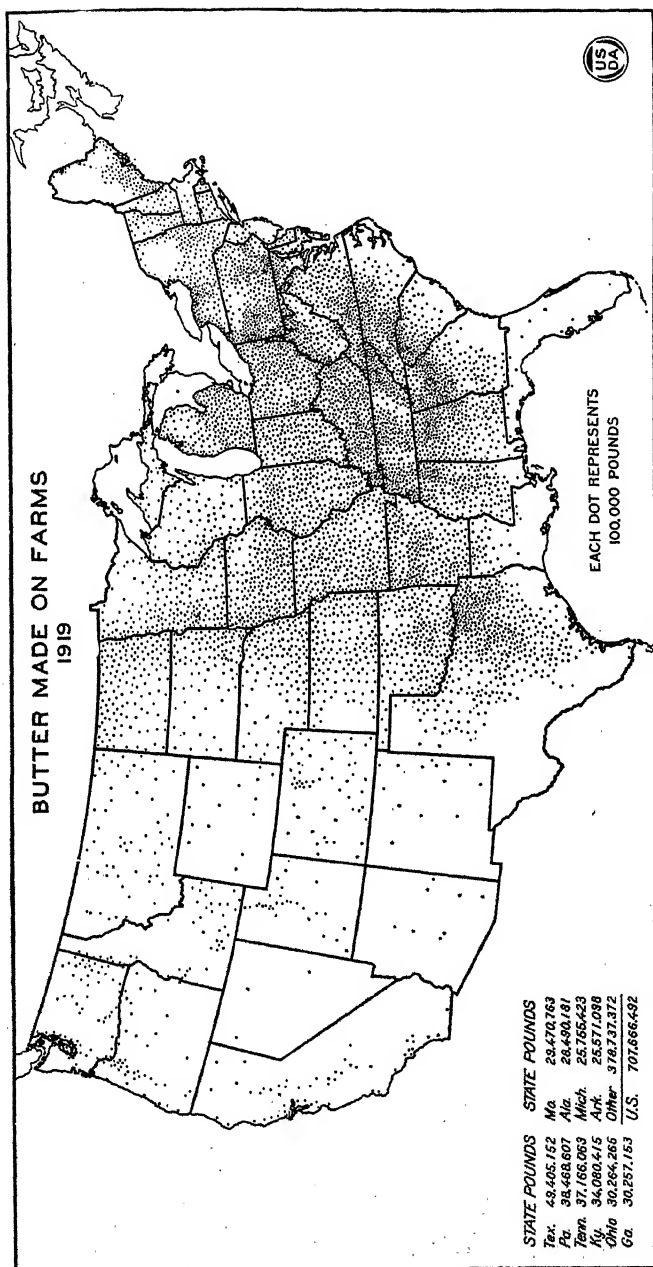 BUTTER MADE ON FARMS
1919
EACH DOT REPRESENTS
100,000 POUNDS
US
DA
STATE POUNDS STATE POUNDS
Tex. 49,405,152 Mo. 29,470,763
Pa. 38,468,607 Ala. 28,490,181
Tenn. 37,166,063 Mich. 25,765,423
Ky. 34,080,415 Ark. 25,571,098
Ohio 30,264,266 Other 378,737,372
Ga. 30,257,153 U.S. 707,666,492